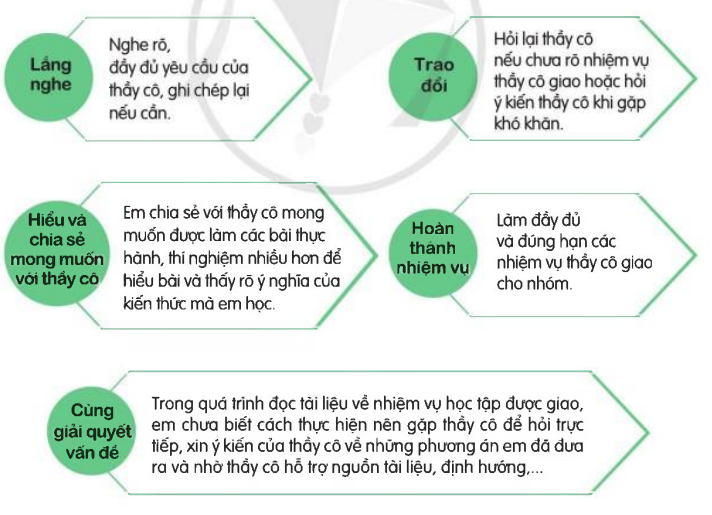 Lắng
nghe
Nghe rõ,
đầy đủ yêu cầu của
thầy cô, ghi chép lại
nếu cần.
Trao
đổi
Hỏi lại thầy cô
nếu chưa rõ nhiệm vụ
thầy cô giao hoặc hỏi
ý kiến thầy cô khi gặp
khó khăn.
Hiểu và
chia sẻ
mong muốn
với thầy cô
Em chia sẻ với thầy cô mong
muốn được làm các bài thực
hành, thí nghiệm nhiều hơn để
hiểu bài và thấy rõ ý nghĩa của
kiến thức mà em học.
Hoàn
thành
nhiệm vụ
Làm đầy đủ
và đúng hạn các
nhiệm vụ thầy cô giao
cho nhóm.
Cùng
giải quyết
vấn đề
Trong quá trình đọc tài liệu về nhiệm vụ học tập được giao,
em chưa biết cách thực hiện nên gặp thầy cô để hỏi trực
tiếp, xin ý kiến của thầy cô về những phương án em đã đưa
ra và nhờ thầy cô hỗ trợ nguồn tài liệu, định hướng,...